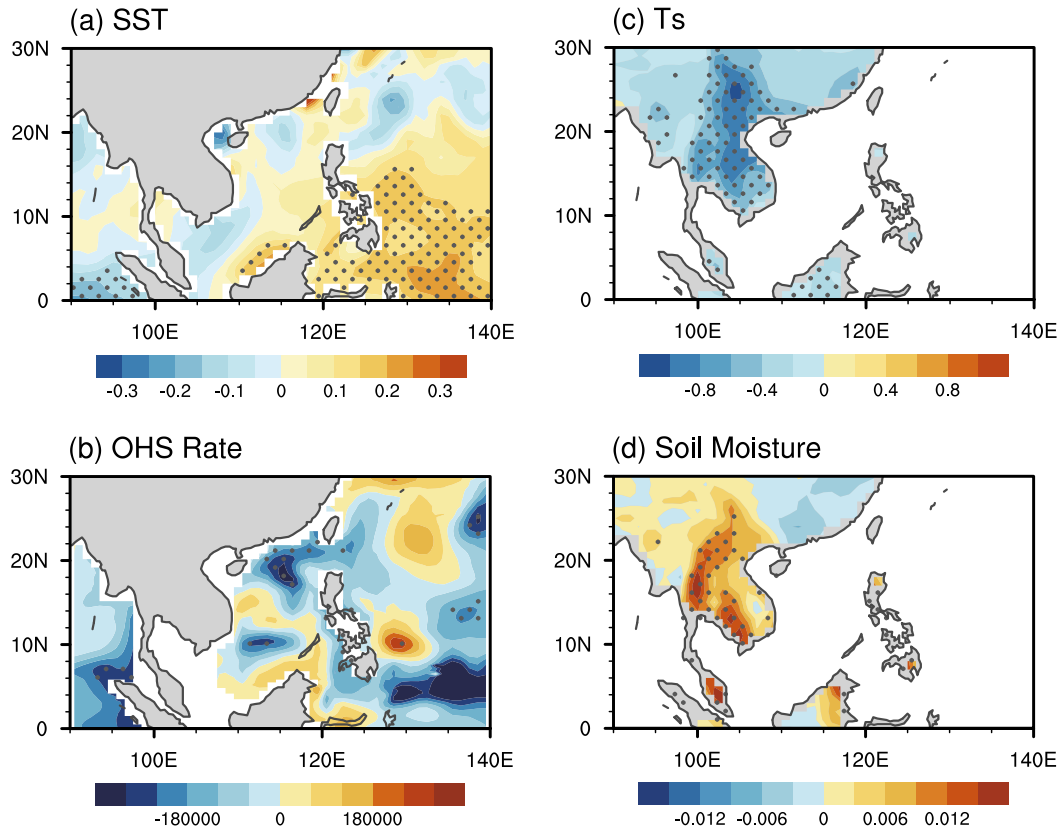 (a) SST
30N
20N
10N
0
100E 120E 140E
-0.3 -0.2 -0.1 0 0.1 0.2 0.3
(c) Ts
30N
20N
10N
0
100E 120E 140E
-0.8 -0.4 0 0.4 0.8
(b) OHS Rate
30N
20N
10N
0
100E 120E 140E
-180000 0 180000
(d) Soil Moisture
30N
20N
10N
0
100E 120E 140E
-0.012 -0.006 0 0.006 0.012